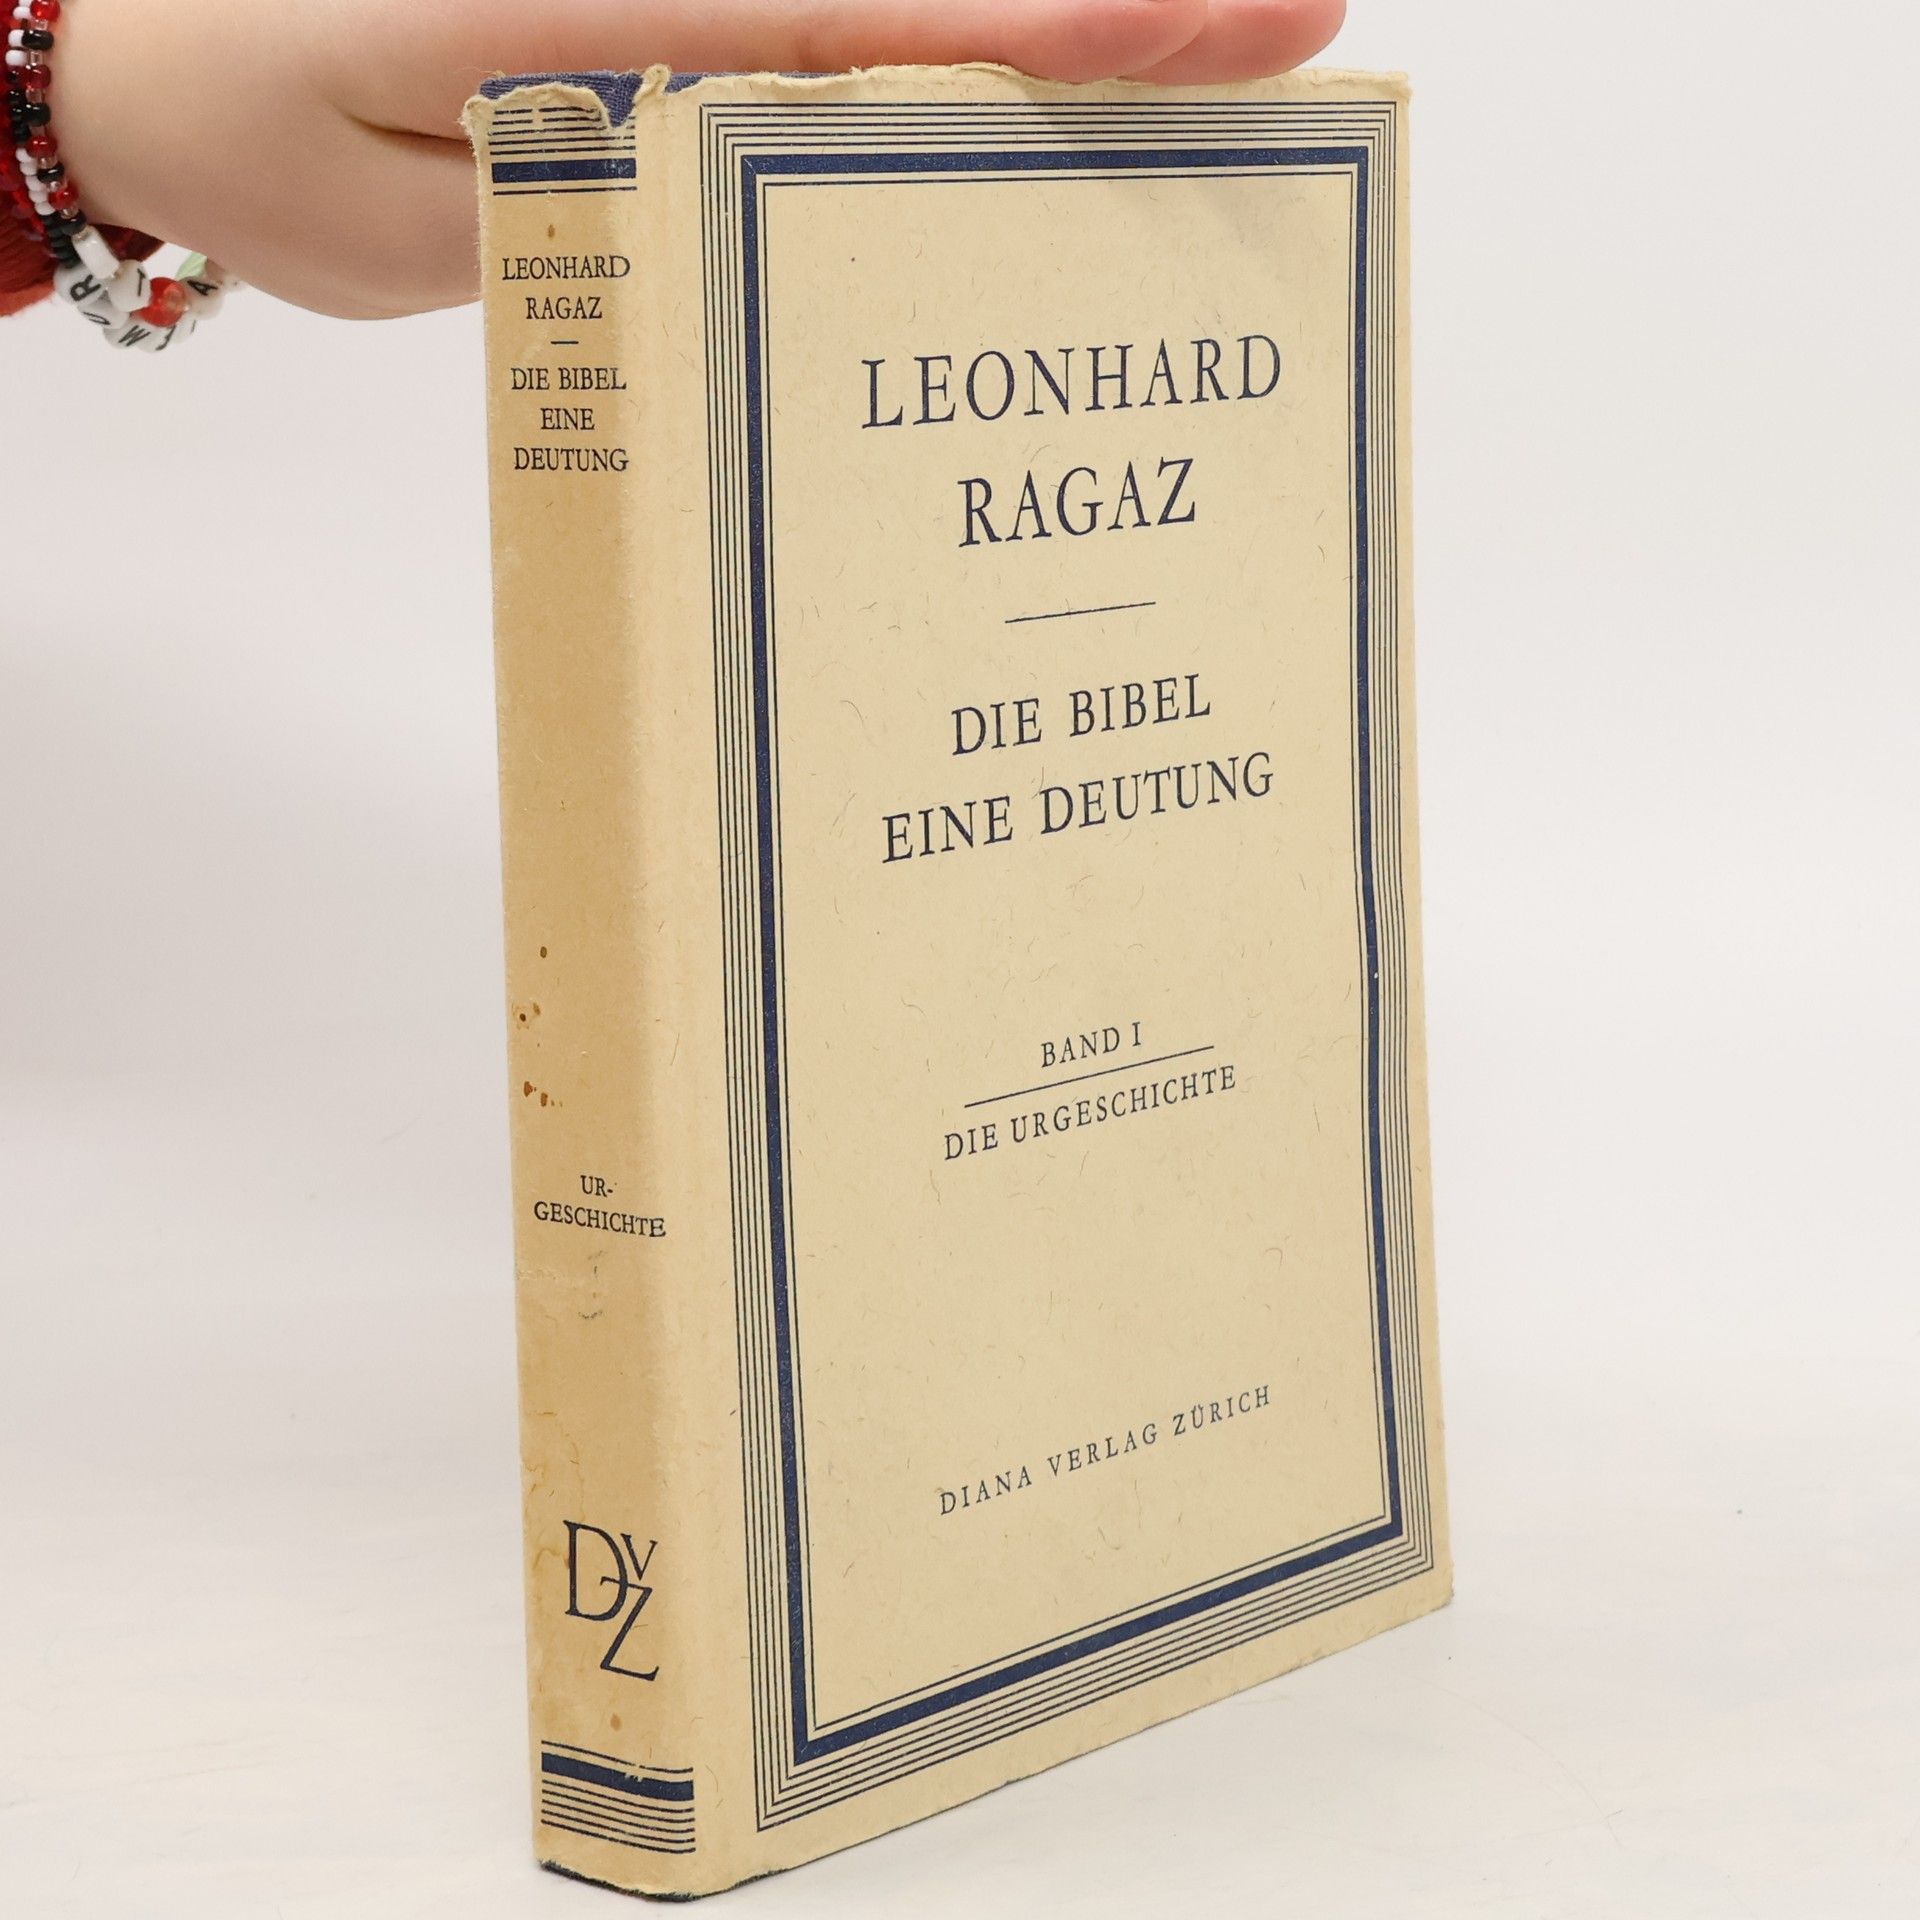 LEONHARD
RAGAZ
DIE BIBEL
EINE
DEUTUNG
UR-
GESCHICHTE
DVZ
LEONHARD
RAGAZ
DIE BIBEL
EINE DEUTUNG
BAND I
DIE URGESCHICHTE
DIANA VERLAG ZÜRICH